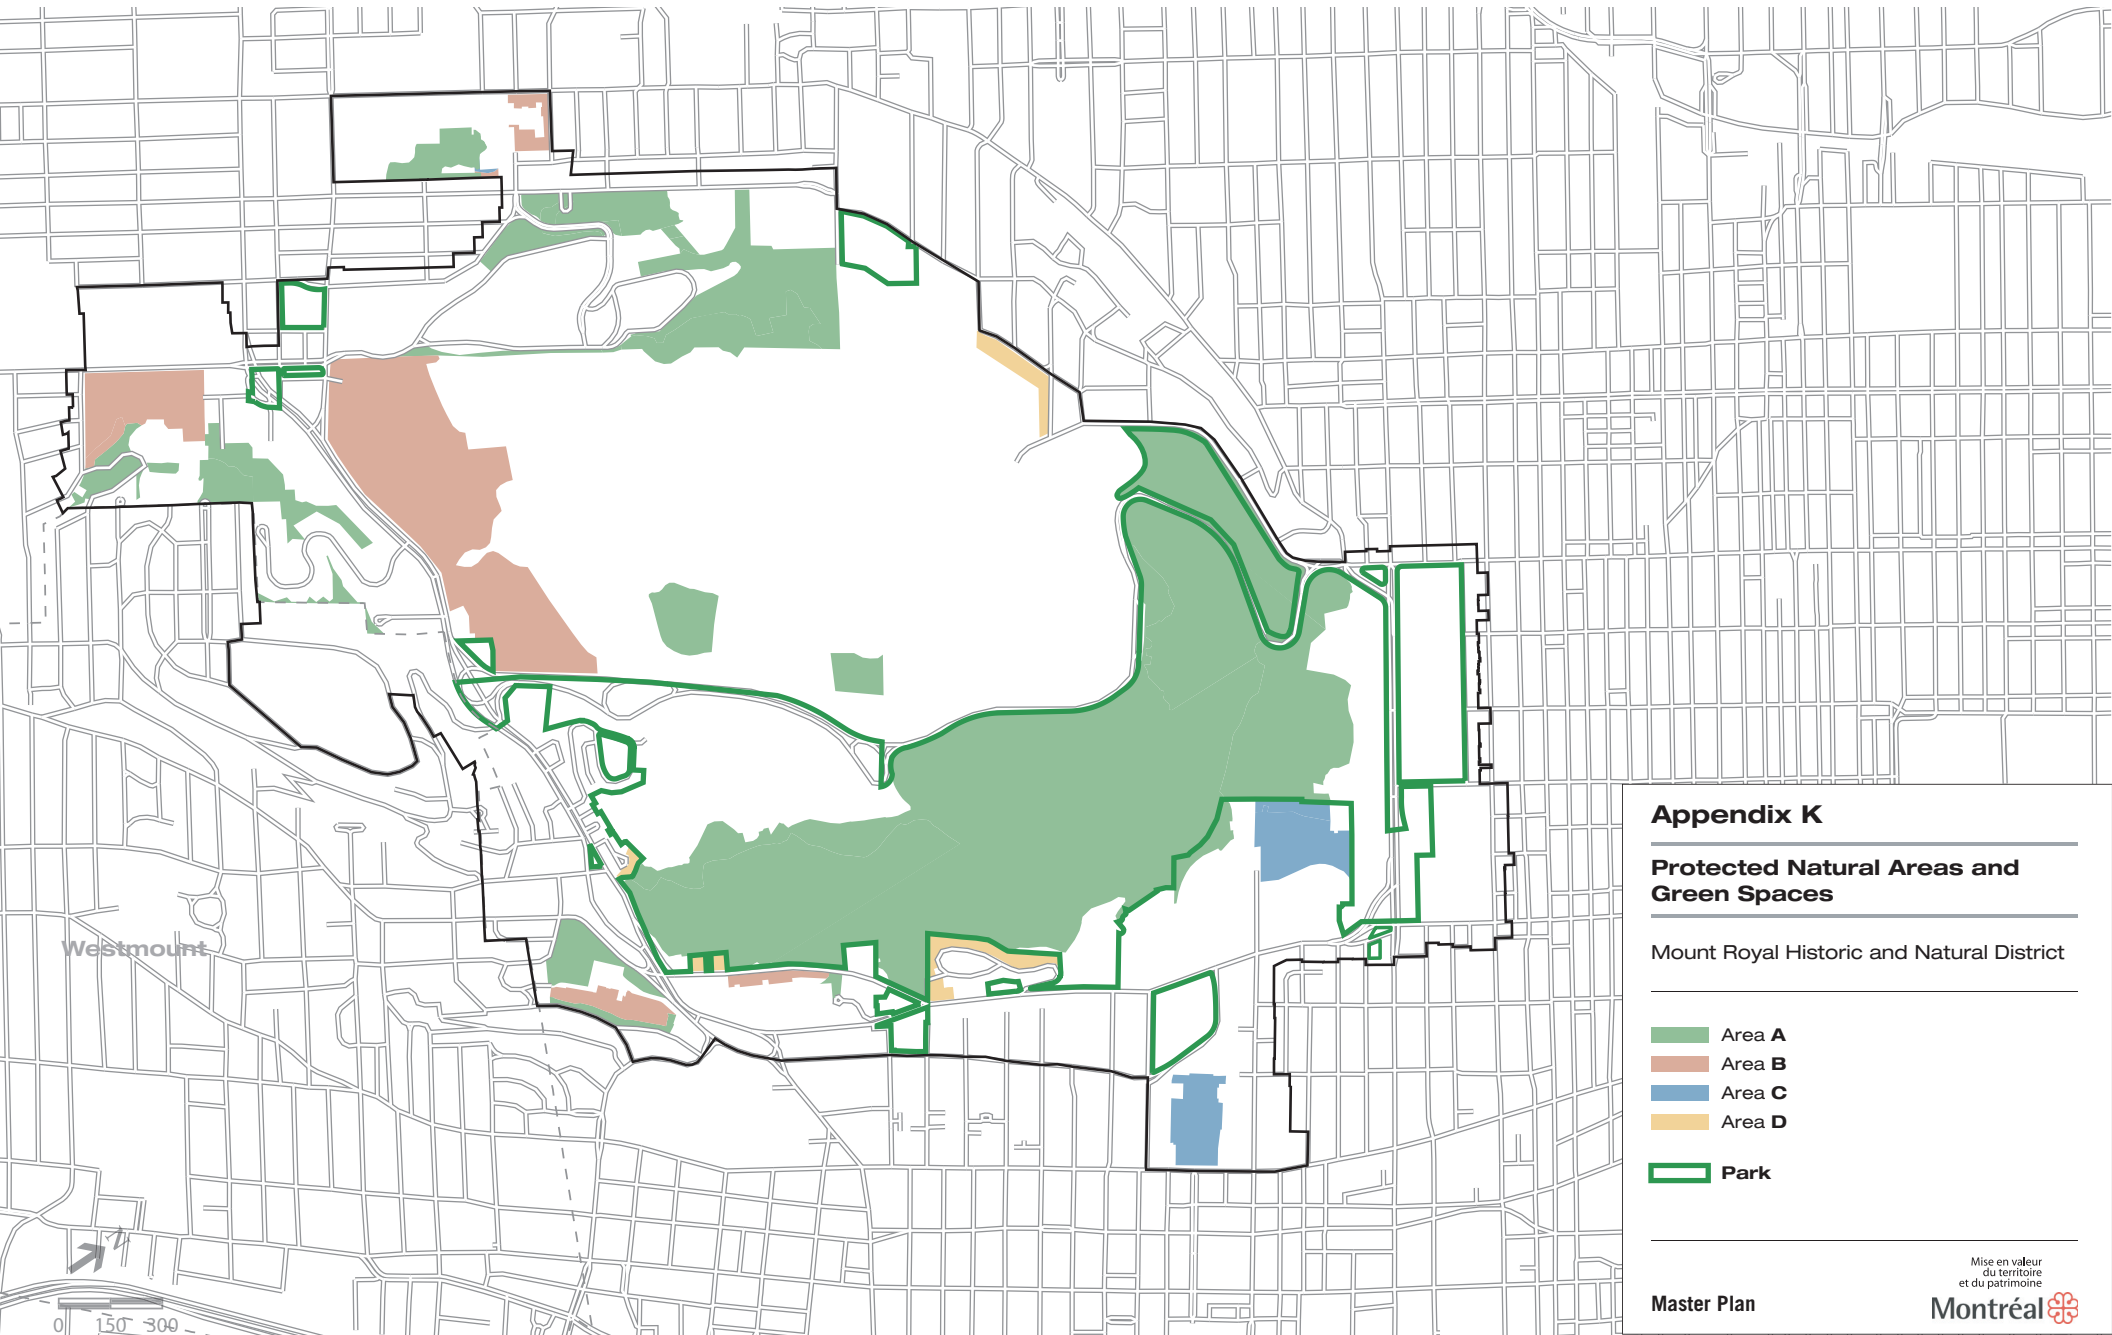 Appendix K
Protected Natural Areas and
Green Spaces
Mount Royal Historic and Natural District
Area A
Area B
Area C
Area D
Park
Master Plan
Mise en valeur
du territoire
et du patrimoine
Montréal
Westmount
N
0 150 300